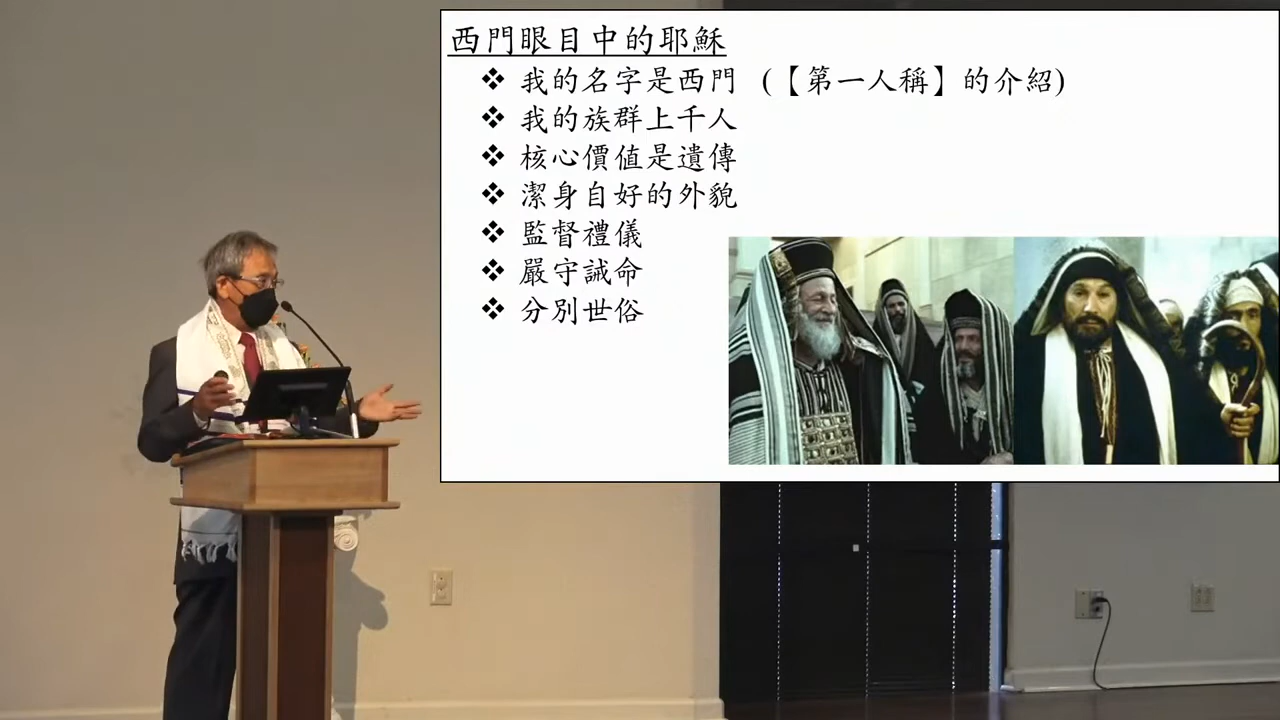 西門眼目中的耶穌
❖ 我的名字是西門 (【第一人稱】的介紹)
❖ 我的族群上千人
❖ 核心價值是遺傳
❖ 潔身自好的外貌
❖ 監督禮儀
❖ 嚴守誡命
❖ 分別世俗